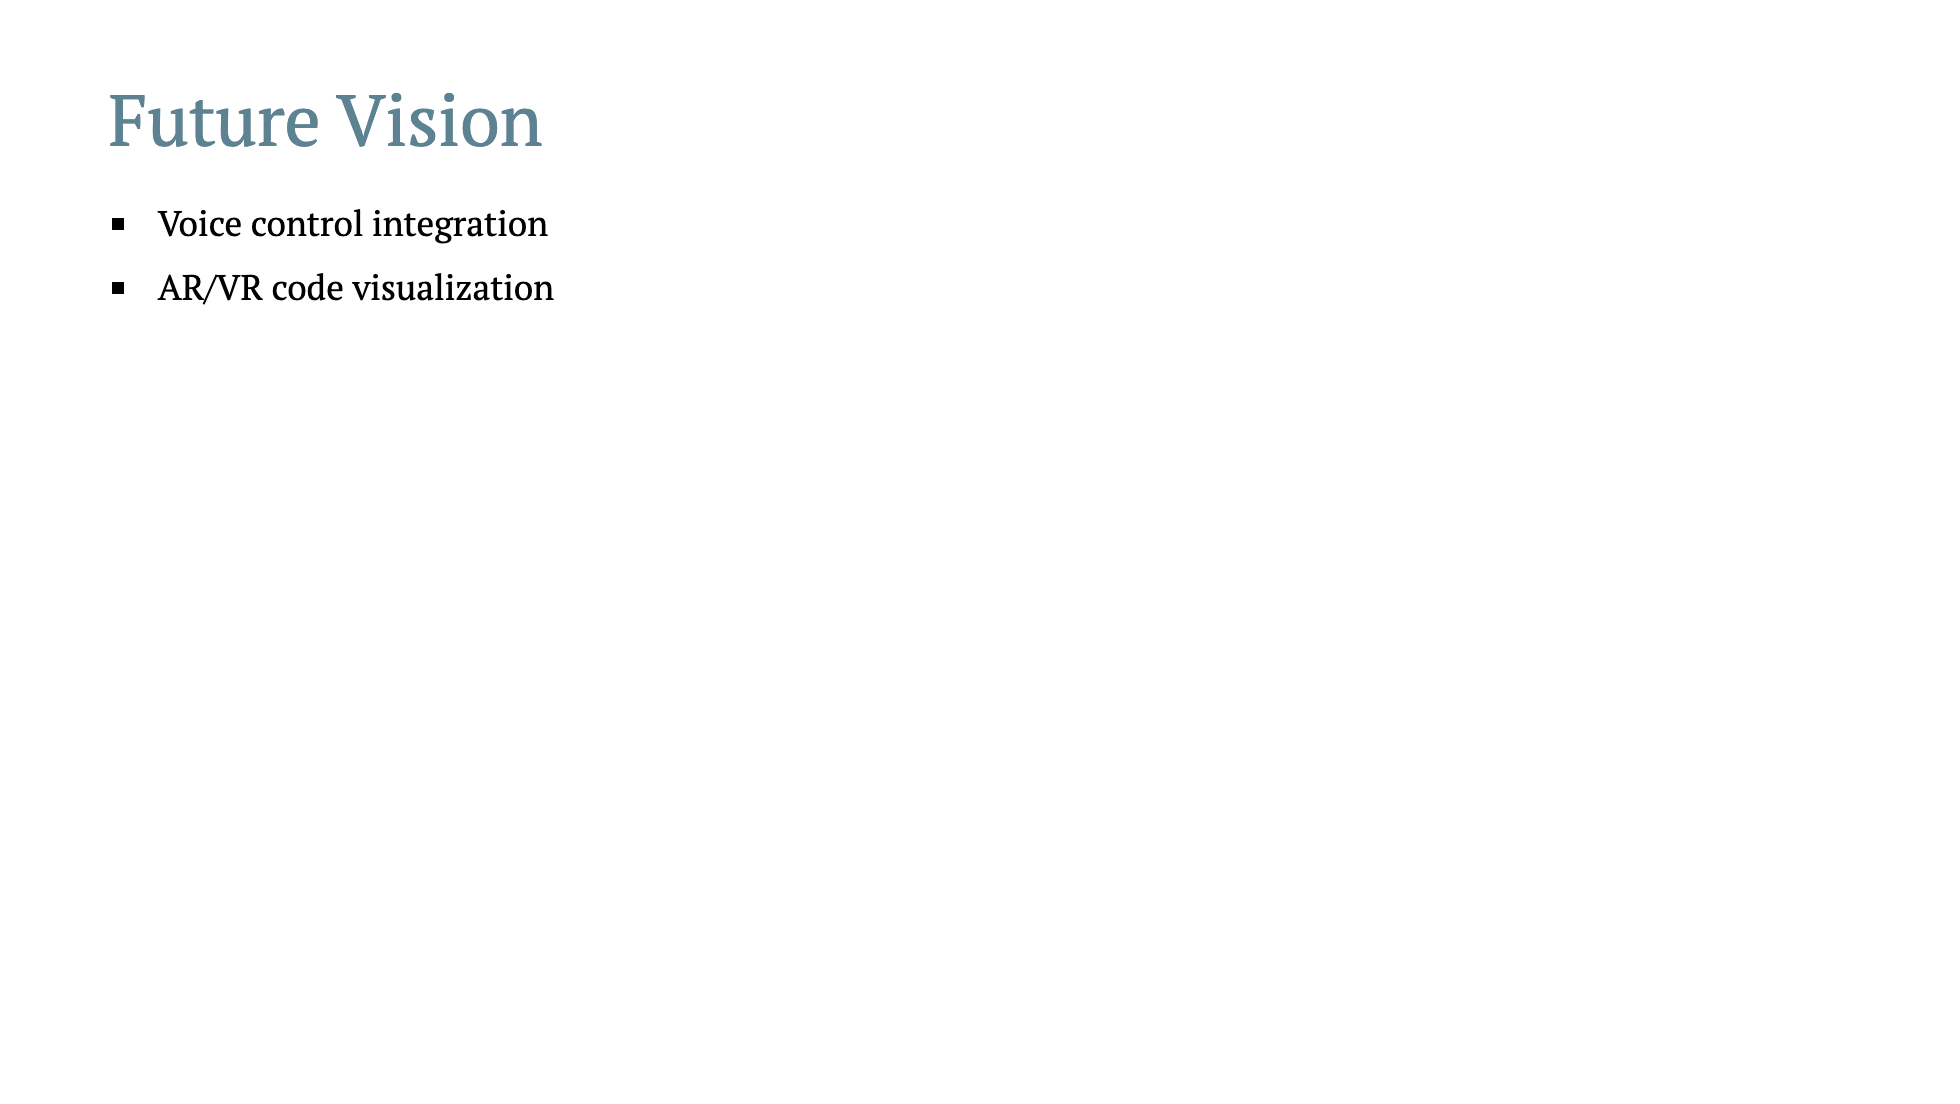 Future Vision
Voice control integration
AR/VR code visualization